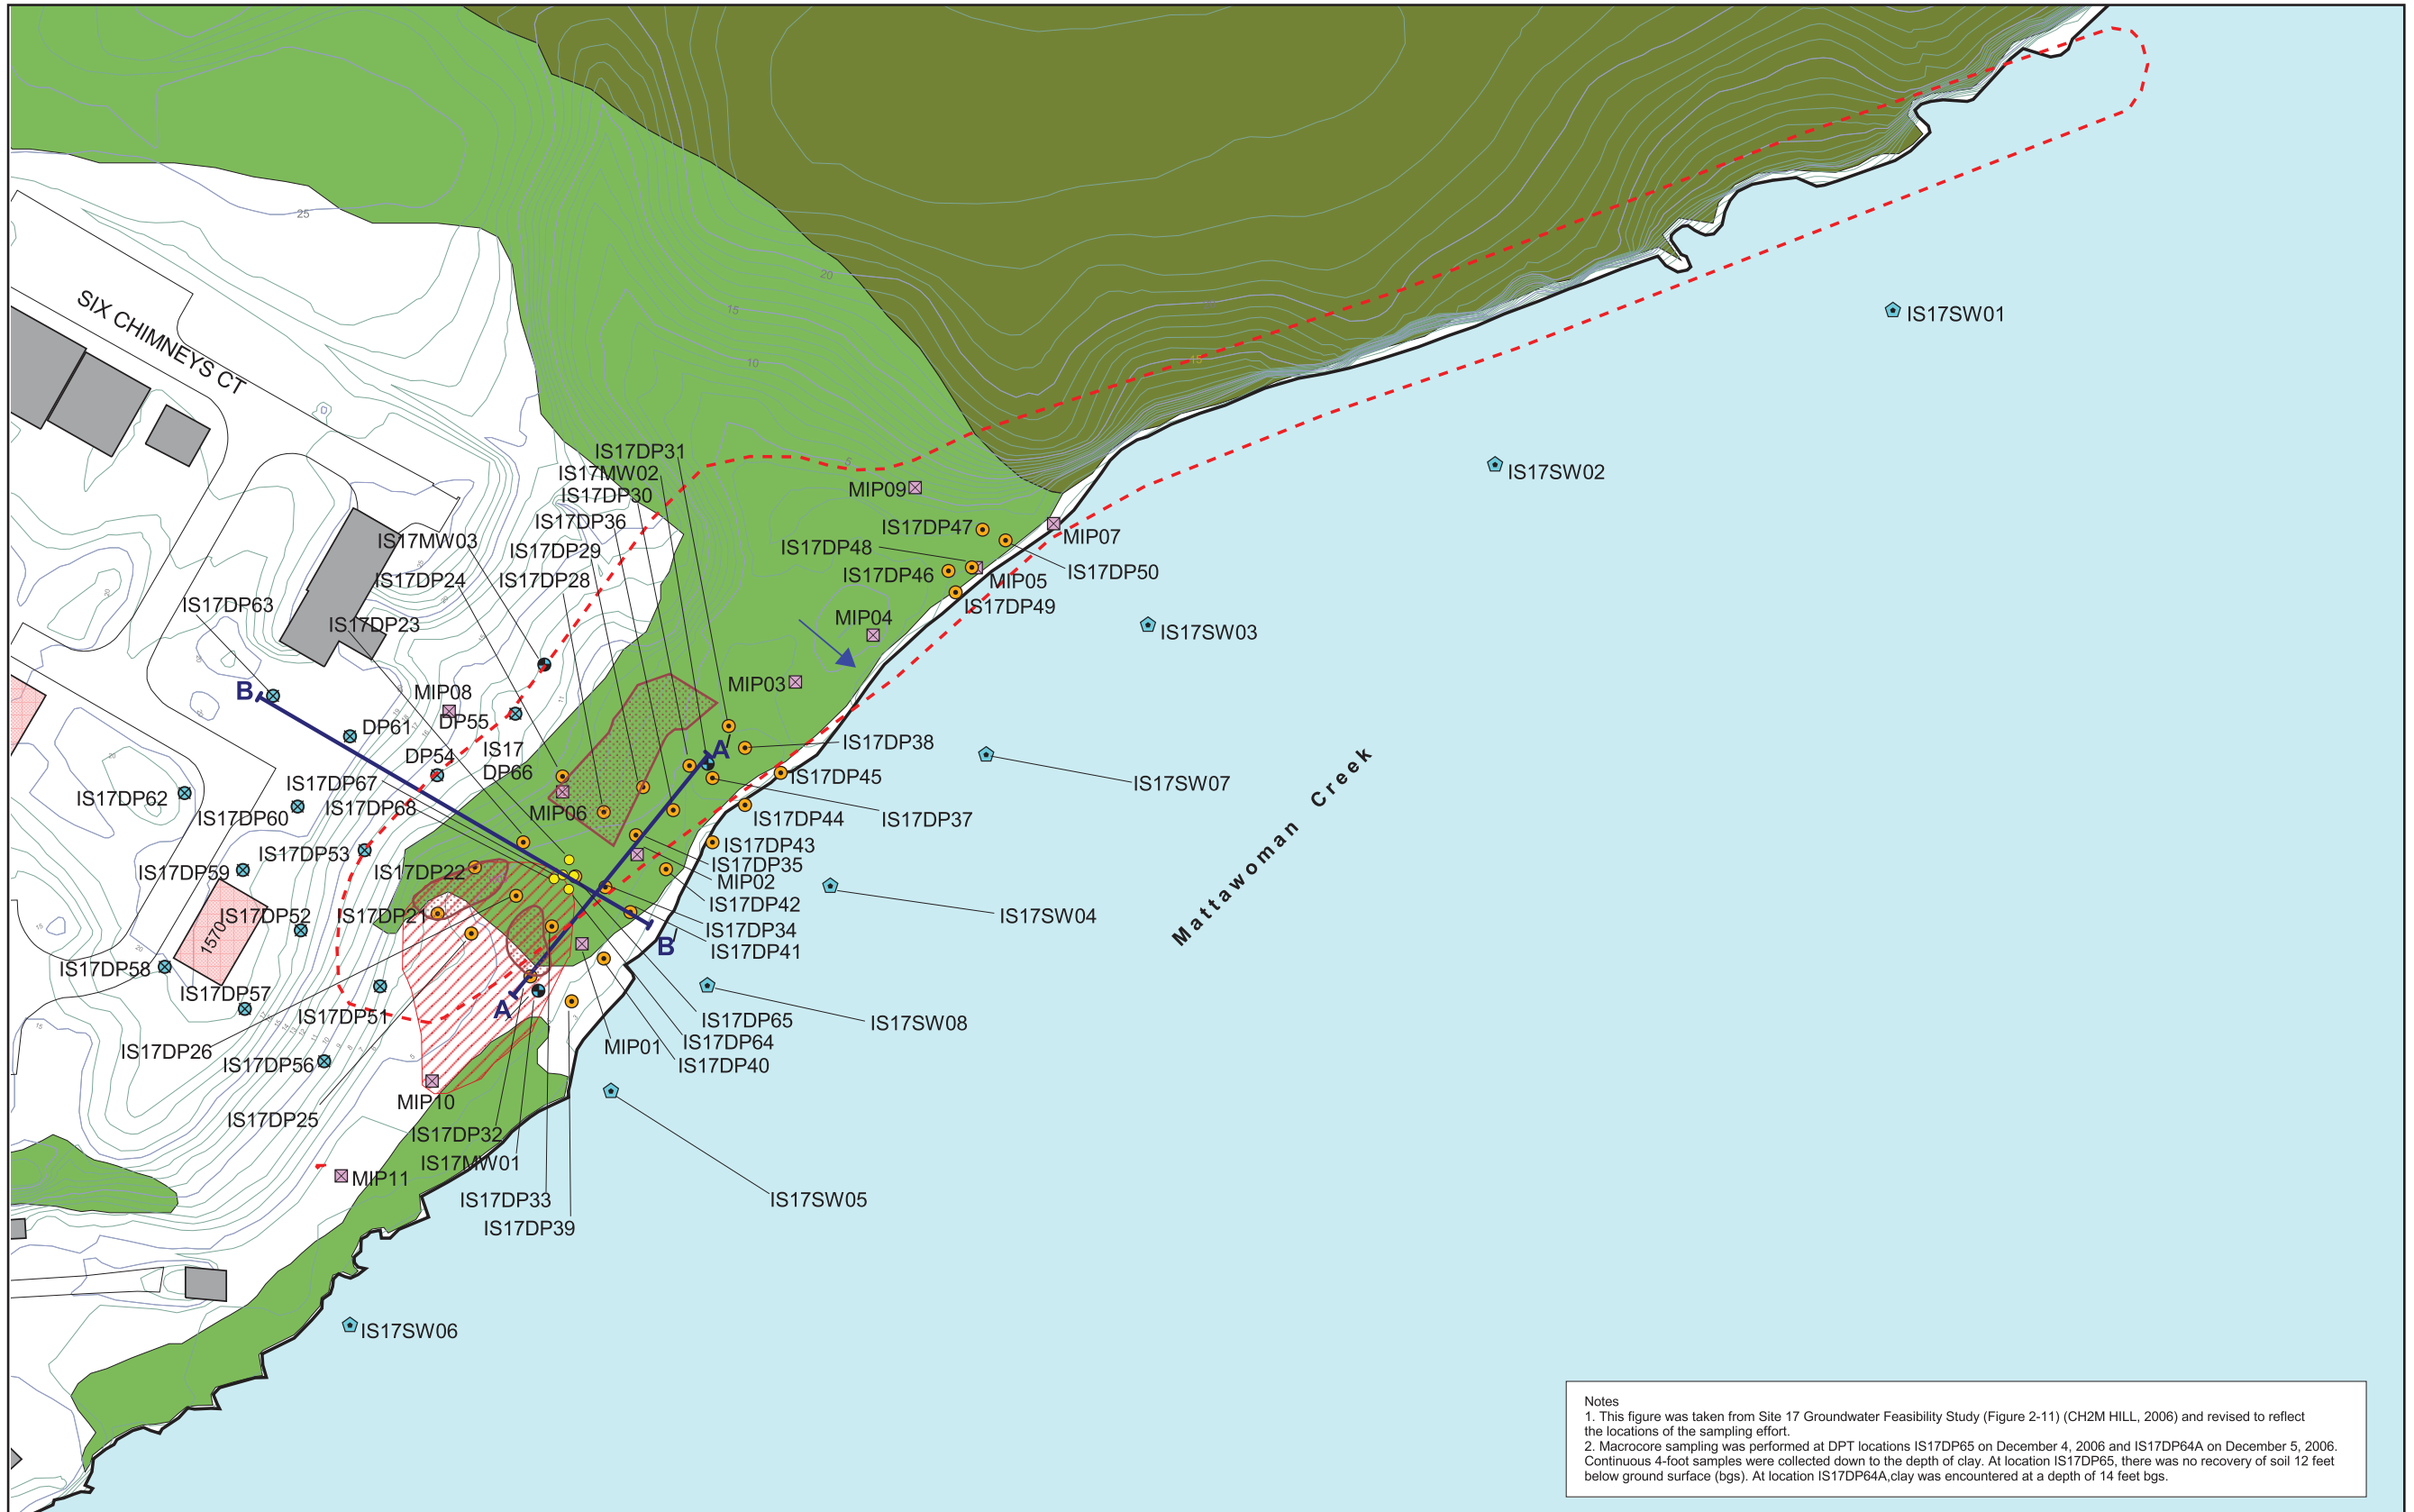 25
20
15
10
5
15
SIX CHIMNEYS CT
IS17SW01
IS17SW02
IS17SW03
IS17DP31
IS17MW02
IS17DP30
IS17DP36
IS17MW03
IS17DP29
IS17DP24
IS17DP28
IS17DP63
IS17DP23
MIP09
IS17DP47
MIP07
IS17DP48
IS17DP50
IS17DP46
MIP05
IS17DP49
MIP04
MIP03
B
MIP08
DP61
DP55
IS17
DP66
DP54
A'
IS17DP38
IS17DP45
IS17SW07
IS17DP67
IS17DP62
IS17DP68
IS17DP60
MIP06
IS17DP44
IS17DP37
IS17DP43
IS17DP53
IS17DP35
IS17DP59
IS17DP22
MIP02
IS17DP42
IS17SW04
IS17DP52
IS17DP21
1570
IS17DP34
B'
IS17DP41
IS17DP58
IS17DP57
A
IS17DP51
IS17DP65
IS17SW08
IS17DP64
MIP01
IS17DP26
IS17DP40
IS17DP56
MIP10
IS17DP25
IS17DP32
IS17MW01
MIP11
IS17DP33
IS17SW05
IS17DP39
IS17SW06
Mattawoman Creek
Notes
1. This figure was taken from Site 17 Groundwater Feasibility Study (Figure 2-11) (CH2M HILL, 2006) and revised to reflect
the locations of the sampling effort.
2. Macrocore sampling was performed at DPT locations IS17DP65 on December 4, 2006 and IS17DP64A on December 5, 2006.
Continuous 4-foot samples were collected down to the depth of clay. At location IS17DP65, there was no recovery of soil 12 feet
below ground surface (bgs). At location IS17DP64A,clay was encountered at a depth of 14 feet bgs.